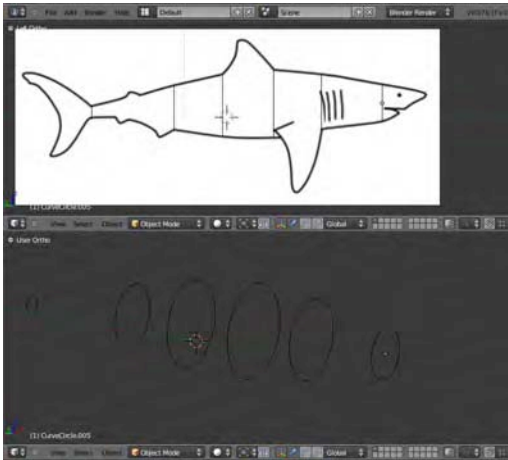 File Add Render Help Default Scene Blender Render
Left Ortho
(1) CurveCircle.005
View Select Object Object Mode Global
User Ortho
(1) CurveCircle.005
View Select Object Object Mode Global